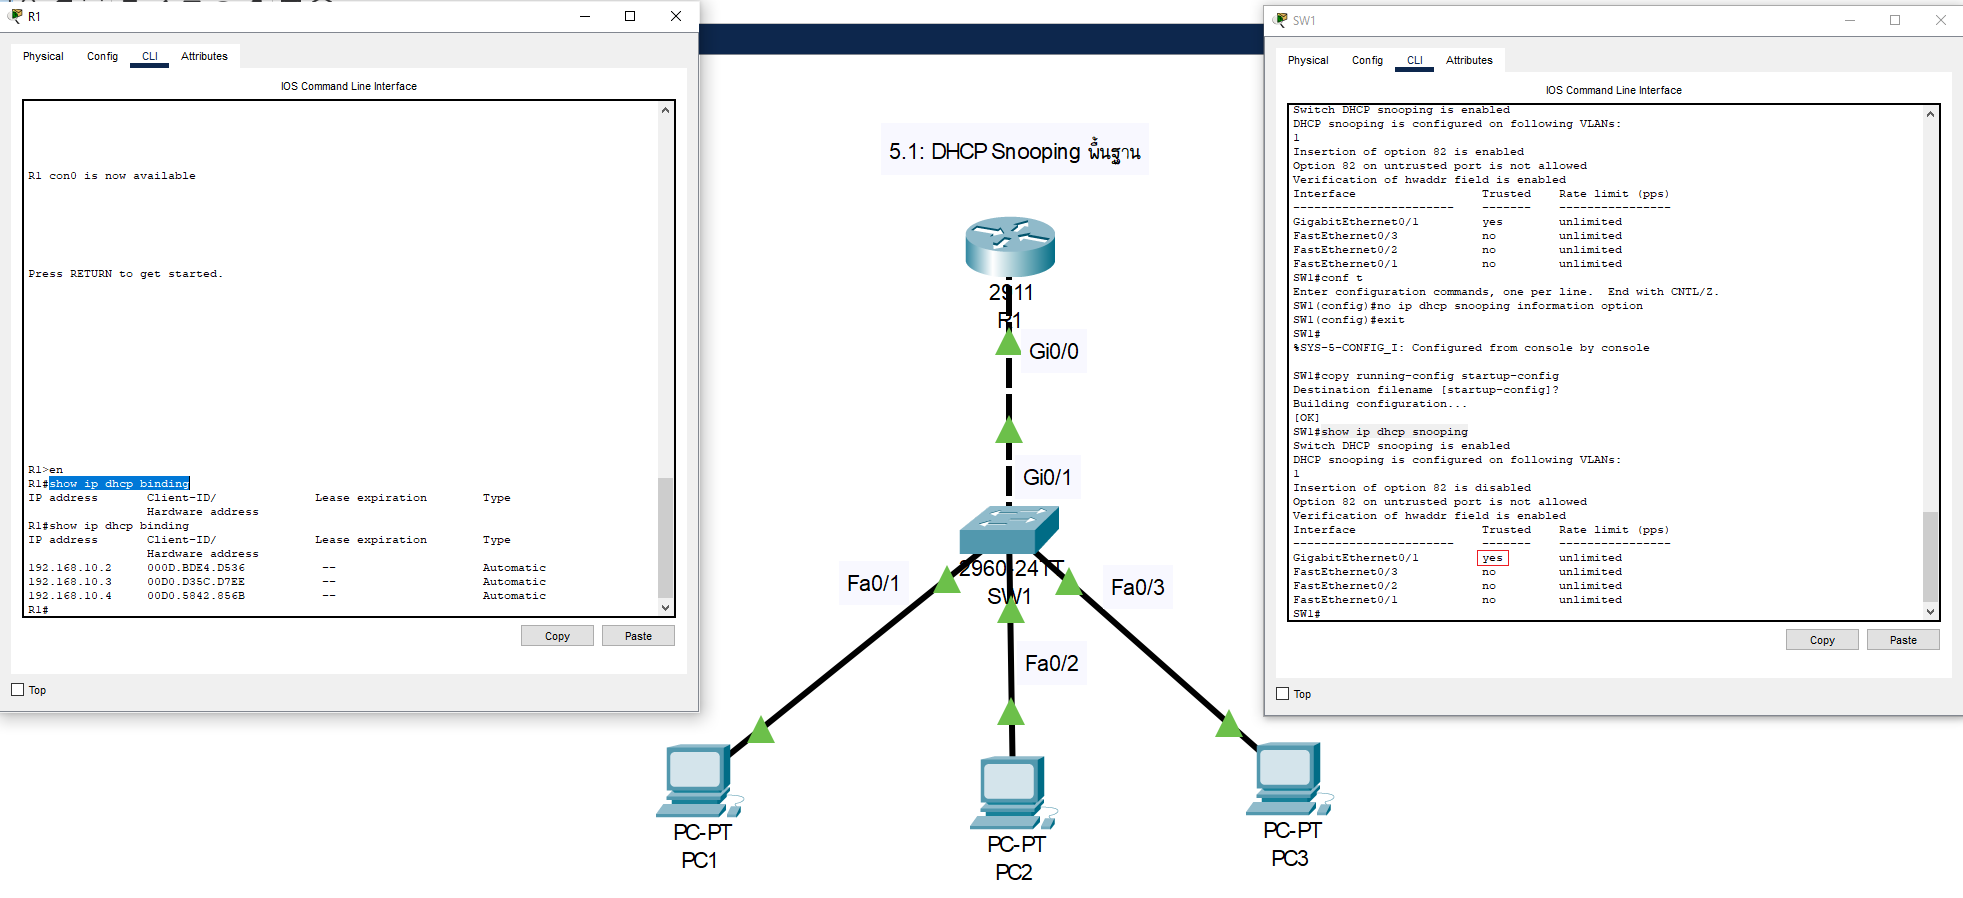 R1
Physical Config CLI Attributes
IOS Command Line Interface
R1 con0 is now available
Press RETURN to get started.
R1>en
R1#show ip dhcp binding
IP address Client-ID/ Lease expiration Type
Hardware address
R1#show ip dhcp binding
IP address Client-ID/ Lease expiration Type
Hardware address
192.168.10.2 000D.BDE4.D536 -- Automatic
192.168.10.3 00D0.D35C.D7EE -- Automatic
192.168.10.4 00D0.5842.856B -- Automatic
R1#
Copy Paste
Top
5.1: DHCP Snooping พื้นฐาน
2911
R1
Gi0/0
Gi0/1
2960-24TT
SW1
Fa0/1
Fa0/3
Fa0/2
PC-PT
PC1
PC-PT
PC2
PC-PT
PC3
SW1
Physical Config CLI Attributes
IOS Command Line Interface
Switch DHCP snooping is enabled
DHCP snooping is configured on following VLANs:
1
Insertion of option 82 is enabled
Option 82 on untrusted port is not allowed
Verification of hwaddr field is enabled
Interface Trusted Rate limit (pps)
----------------------- ------- ----------------
GigabitEthernet0/1 yes unlimited
FastEthernet0/3 no unlimited
FastEthernet0/2 no unlimited
FastEthernet0/1 no unlimited
SW1#conf t
Enter configuration commands, one per line. End with CNTL/Z.
SW1(config)#no ip dhcp snooping information option
SW1(config)#exit
SW1#
%SYS-5-CONFIG_I: Configured from console by console
SW1#copy running-config startup-config
Destination filename [startup-config]?
Building configuration...
[OK]
SW1#show ip dhcp snooping
Switch DHCP snooping is enabled
DHCP snooping is configured on following VLANs:
1
Insertion of option 82 is disabled
Option 82 on untrusted port is not allowed
Verification of hwaddr field is enabled
Interface Trusted Rate limit (pps)
----------------------- ------- ----------------
GigabitEthernet0/1 yes unlimited
FastEthernet0/3 no unlimited
FastEthernet0/2 no unlimited
FastEthernet0/1 no unlimited
SW1#
Copy Paste
Top